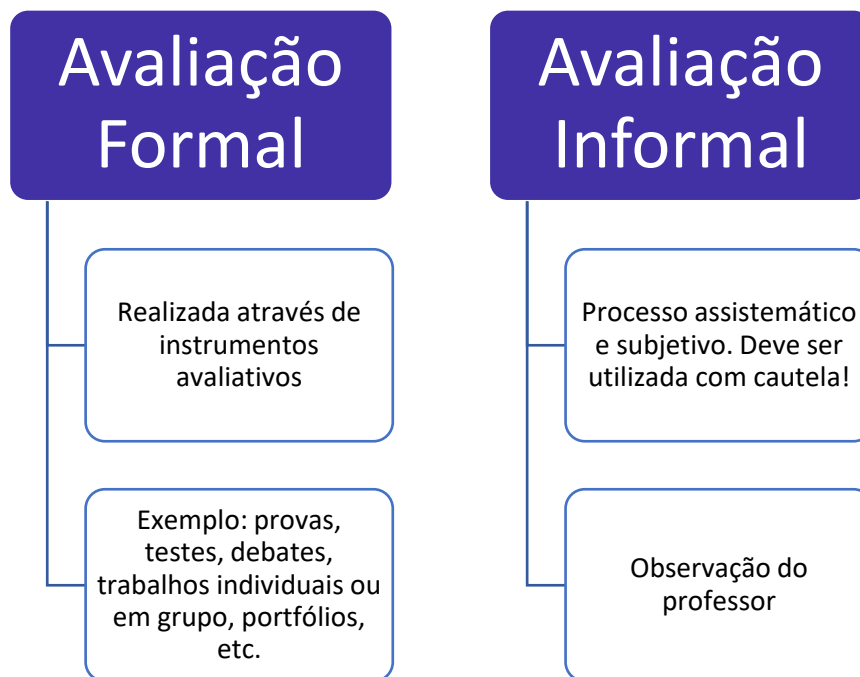 Avaliação
Formal
Realizada através de
instrumentos
avaliativos
Exemplo: provas,
testes, debates,
trabalhos individuais ou
em grupo, portfólios,
etc.
Avaliação
Informal
Processo assistemático
e subjetivo. Deve ser
utilizada com cautela!
Observação do
professor